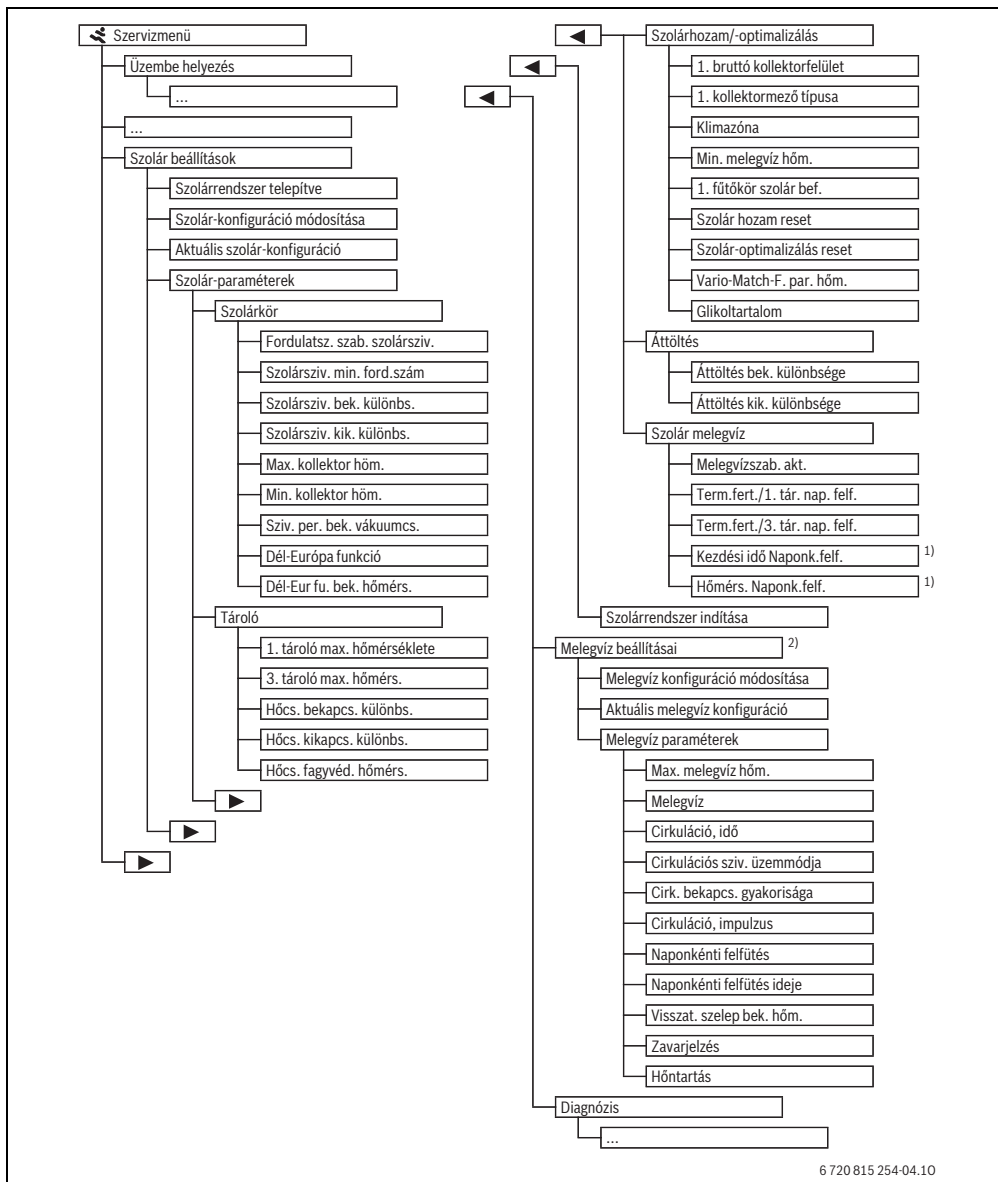 Szervizmenü
Üzembe helyezés
...
...
Szolár beállítások
Szolárrendszer telepítve
Szolár-konfiguráció módosítása
Aktuális szolár-konfiguráció
Szolár-paraméterek
Szolárkör
Fordulatsz. szab. szolársziv.
Szolársziv. min. ford.szám
Szolársziv. bek. különbs.
Szolársziv. kik. különbs.
Max. kollektor höm.
Min. kollektor höm.
Sziv. per. bek. vákuumcs.
Dél-Európa funkció
Dél-Eur fu. bek. hőmérs.
Tároló
1. tároló max. hőmérséklete
3. tároló max. hőmérs.
Hőcs. bekapcs. különbs.
Hőcs. kikapcs. különbs.
Hőcs. fagyvéd. hőmérs.
Szolárhozam/-optimalizálás
1. bruttó kollektorfelület
1. kollektormező típusa
Klimazóna
Min. melegvíz hőm.
1. fűtőkör szolár bef.
Szolár hozam reset
Szolár-optimalizálás reset
Vario-Match-F. par. hőm.
Glikoltartalom
Áttöltés
Áttöltés bek. különbsége
Áttöltés kik. különbsége
Szolár melegvíz
Melegvízszab. akt.
Term.fert./1. tár. nap. felf.
Term.fert./3. tár. nap. felf.
Kezdési idő Naponk.felf. 1)
Hőmérs. Naponk.felf. 1)
Szolárrendszer indítása
Melegvíz beállításai 2)
Melegvíz konfiguráció módosítása
Aktuális melegvíz konfiguráció
Melegvíz paraméterek
Max. melegvíz hőm.
Melegvíz
Cirkuláció, idő
Cirkulációs sziv. üzemmódja
Cirk. bekapcs. gyakorisága
Cirkuláció, impulzus
Naponkénti felfütés
Naponkénti felfütés ideje
Visszat. szelep bek. hőm.
Zavarjelzés
Hőntartás
Diagnózis
...
6 720 815 254-04.1O